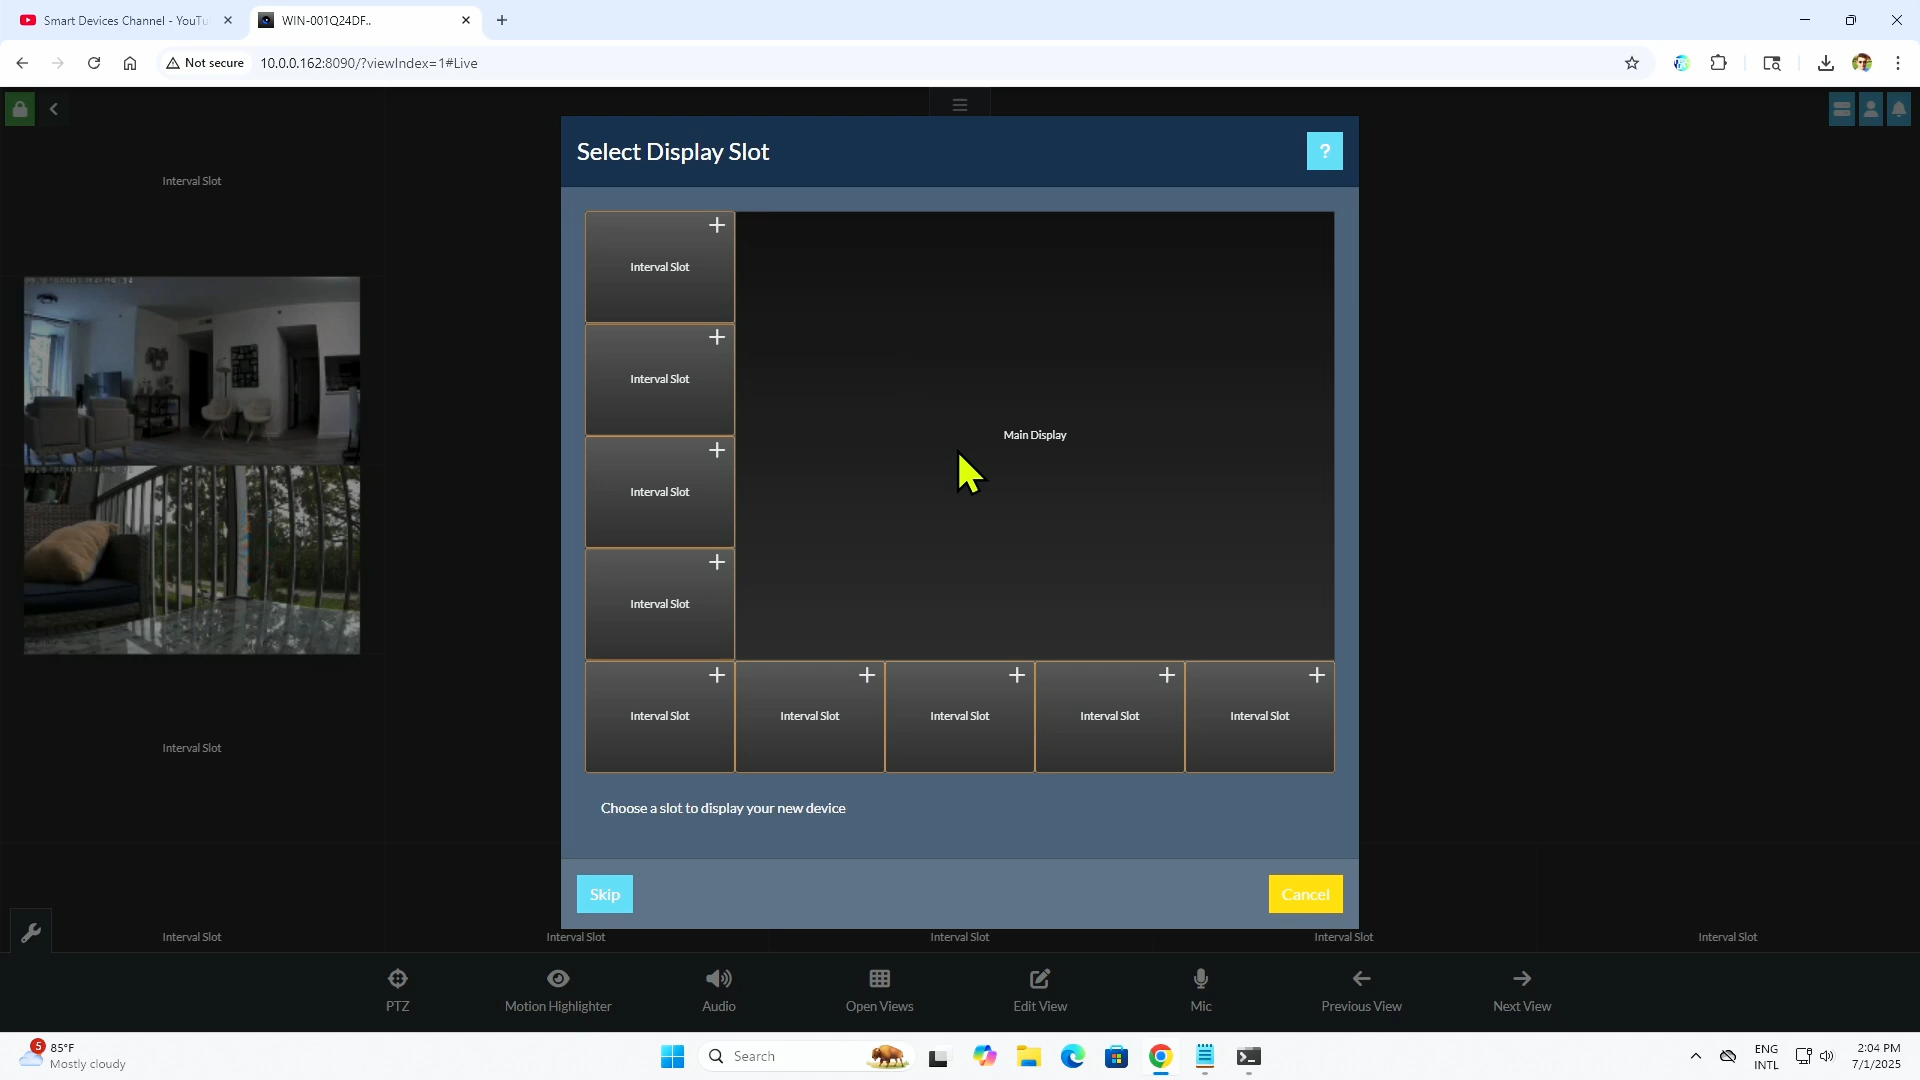 Smart Devices Channel - YouTu
WIN-001Q24DF..
Not secure
10.0.0.162:8090/?viewIndex=1#Live
Select Display Slot
?
Interval Slot
Interval Slot
Interval Slot
Main Display
Interval Slot
Interval Slot
Interval Slot
Interval Slot
Interval Slot
Interval Slot
Interval Slot
Interval Slot
Choose a slot to display your new device
Skip
Cancel
Interval Slot
Interval Slot
Interval Slot
Interval Slot
Interval Slot
PTZ
Motion Highlighter
Audio
Open Views
Edit View
Mic
Previous View
Next View
5
85°F
Mostly cloudy
Search
ENG
INTL
2:04 PM
7/1/2025